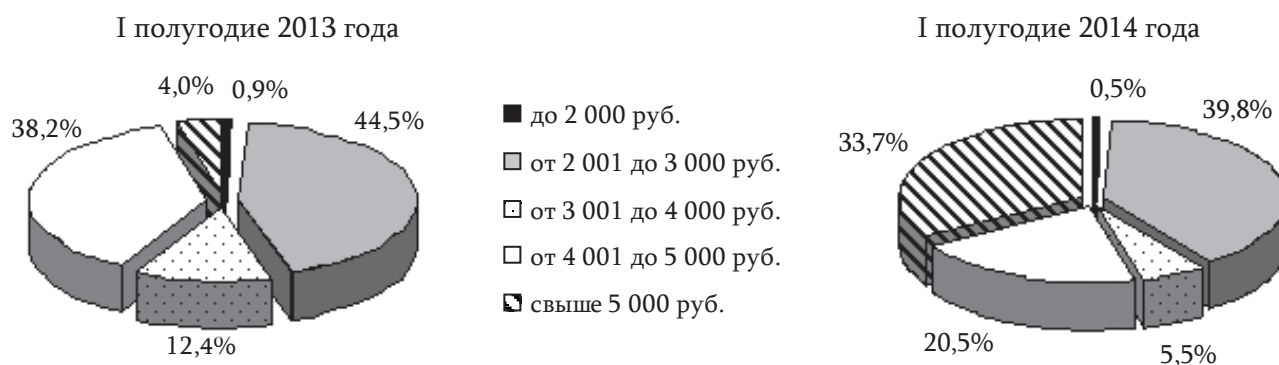 I полугодие 2013 года
4,0%
0,9%
38,2%
44,5%
12,4%
до 2 000 руб.
от 2 001 до 3 000 руб.
от 3 001 до 4 000 руб.
от 4 001 до 5 000 руб.
свыше 5 000 руб.
I полугодие 2014 года
0,5%
39,8%
33,7%
20,5%
5,5%